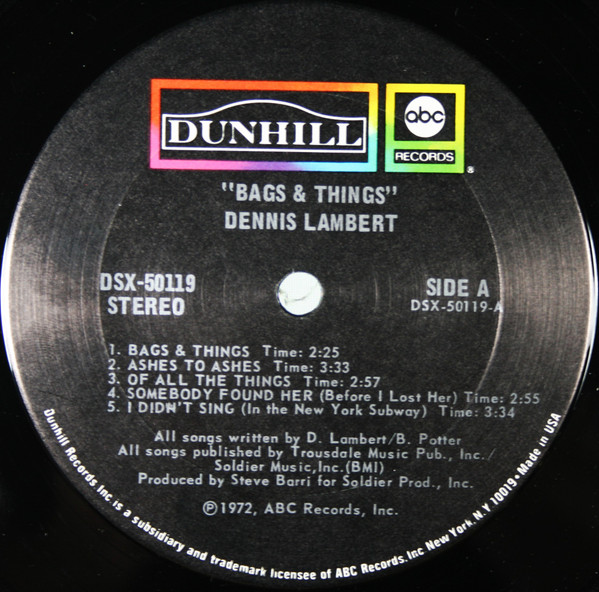 DUNHILL
abc
RECORDS
®
"BAGS & THINGS"
DENNIS LAMBERT
DSX-50119
STEREO
SIDE A
DSX-50119-A
1. BAGS & THINGS Time: 2:25
2. ASHES TO ASHES Time: 3:33
3. OF ALL THE THINGS Time: 2:57
4. SOMEBODY FOUND HER (Before I Lost Her) Time: 2:55
5. I DIDN'T SING (In the New York Subway) Time: 3:34
All songs written by D. Lambert/B. Potter
All songs published by Trousdale Music Pub., Inc./
Soldier Music,Inc.(BMI)
Produced by Steve Barri for Soldier Prod., Inc.
Ⓟ1972, ABC Records, Inc.
Dunhill Records Inc is a subsidiary and trademark licensee of ABC Records. Inc New York. N.Y 10019 • Made in USA